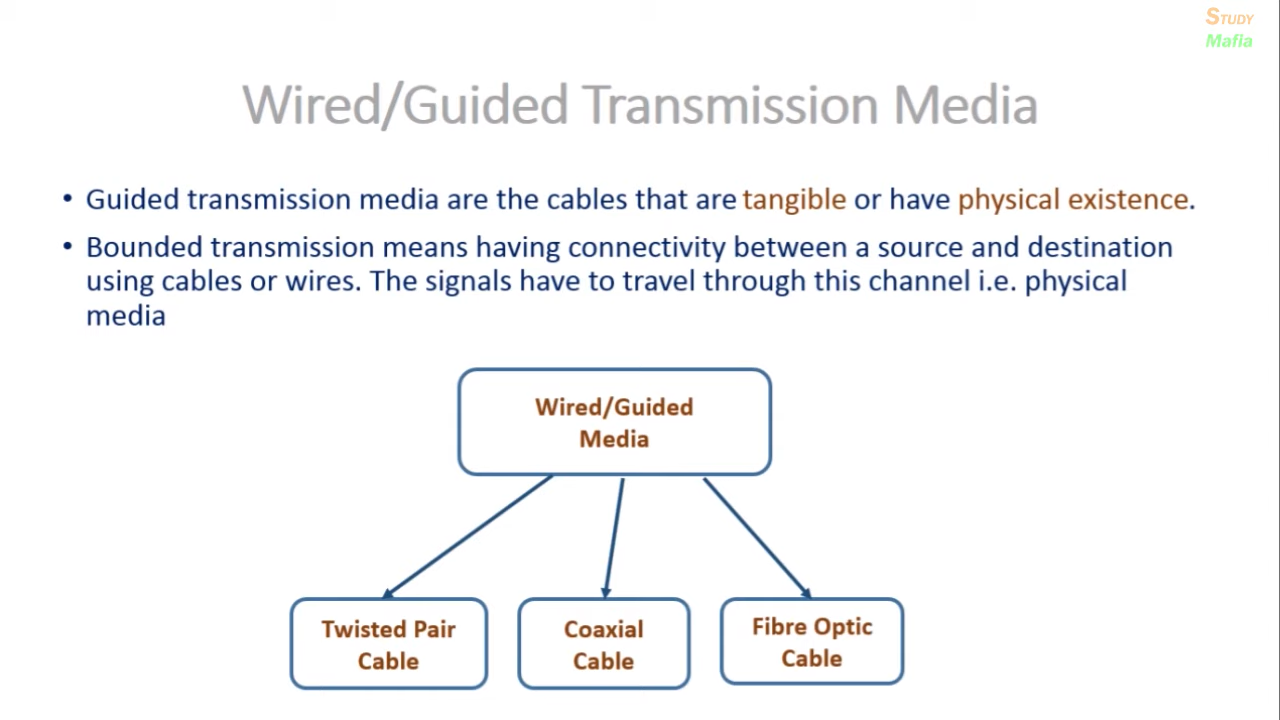 STUDY
Mafia
Wired/Guided Transmission Media
• Guided transmission media are the cables that are tangible or have physical existence.
• Bounded transmission means having connectivity between a source and destination
using cables or wires. The signals have to travel through this channel i.e. physical
media
Wired/Guided
Media
Twisted Pair
Cable
Coaxial
Cable
Fibre Optic
Cable